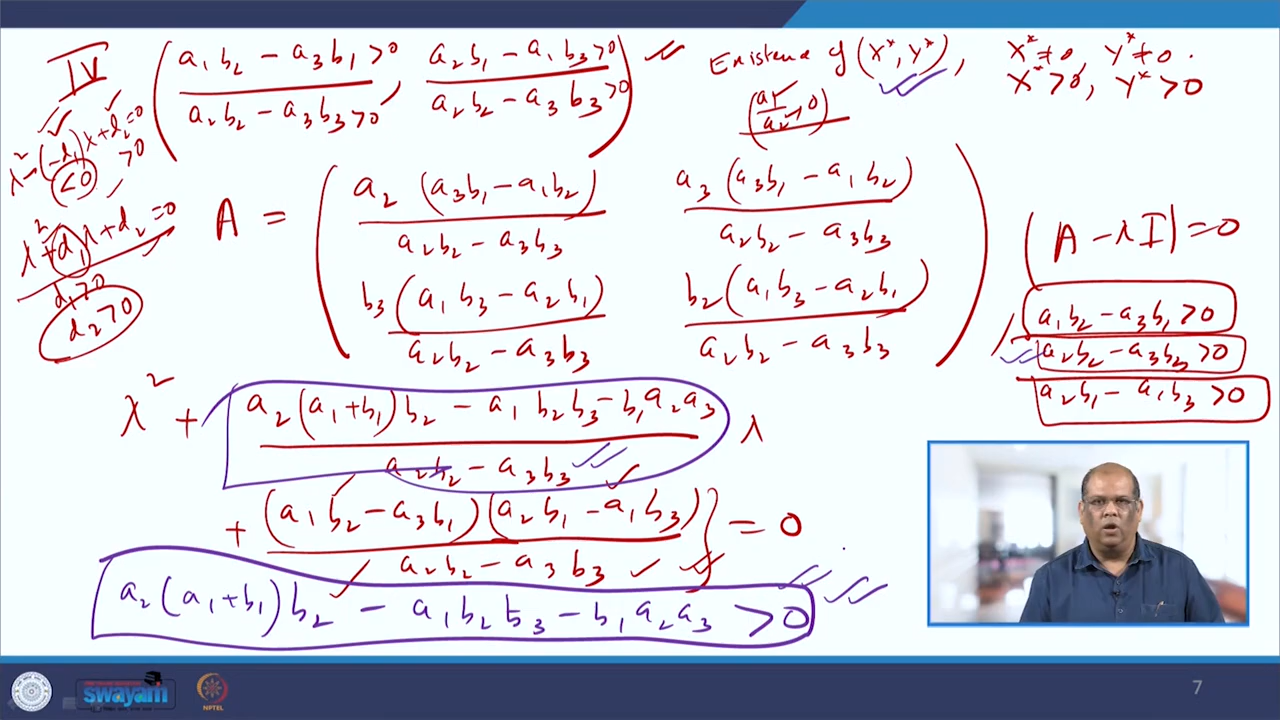 IV
a₁b₂ − a₃b₁ > 0 , a₂b₁ − a₁b₃ > 0
a₂b₂ − a₃b₃ > 0 a₂b₂ − a₃b₃ > 0
Existence of (x*, y*),
x* ≠ 0, y* ≠ 0.
x* > 0, y* > 0
λ² − (−d₁)λ + d₂ = 0
< 0 > 0
λ² + d₁λ + d₂ = 0
d₁ > 0
d₂ > 0
A =
a₂(a₃b₁ − a₁b₂) a₃(a₃b₁ − a₁b₂)
a₂b₂ − a₃b₃ a₂b₂ − a₃b₃
b₃(a₁b₃ − a₂b₁) b₂(a₁b₃ − a₂b₁)
a₂b₂ − a₃b₃ a₂b₂ − a₃b₃
|A − λI| = 0
a₁b₂ − a₃b₁ > 0
a₂b₂ − a₃b₃ > 0
a₂b₁ − a₁b₃ > 0
λ² + a₂(a₁+b₁)b₂ − a₁b₂b₃ − b₁a₂a₃ λ
a₂b₂ − a₃b₃
+ (a₁b₂ − a₃b₁)(a₂b₁ − a₁b₃) = 0
a₂b₂ − a₃b₃
a₂(a₁+b₁)b₂ − a₁b₂b₃ − b₁a₂a₃ > 0
swayam
NPTEL
7